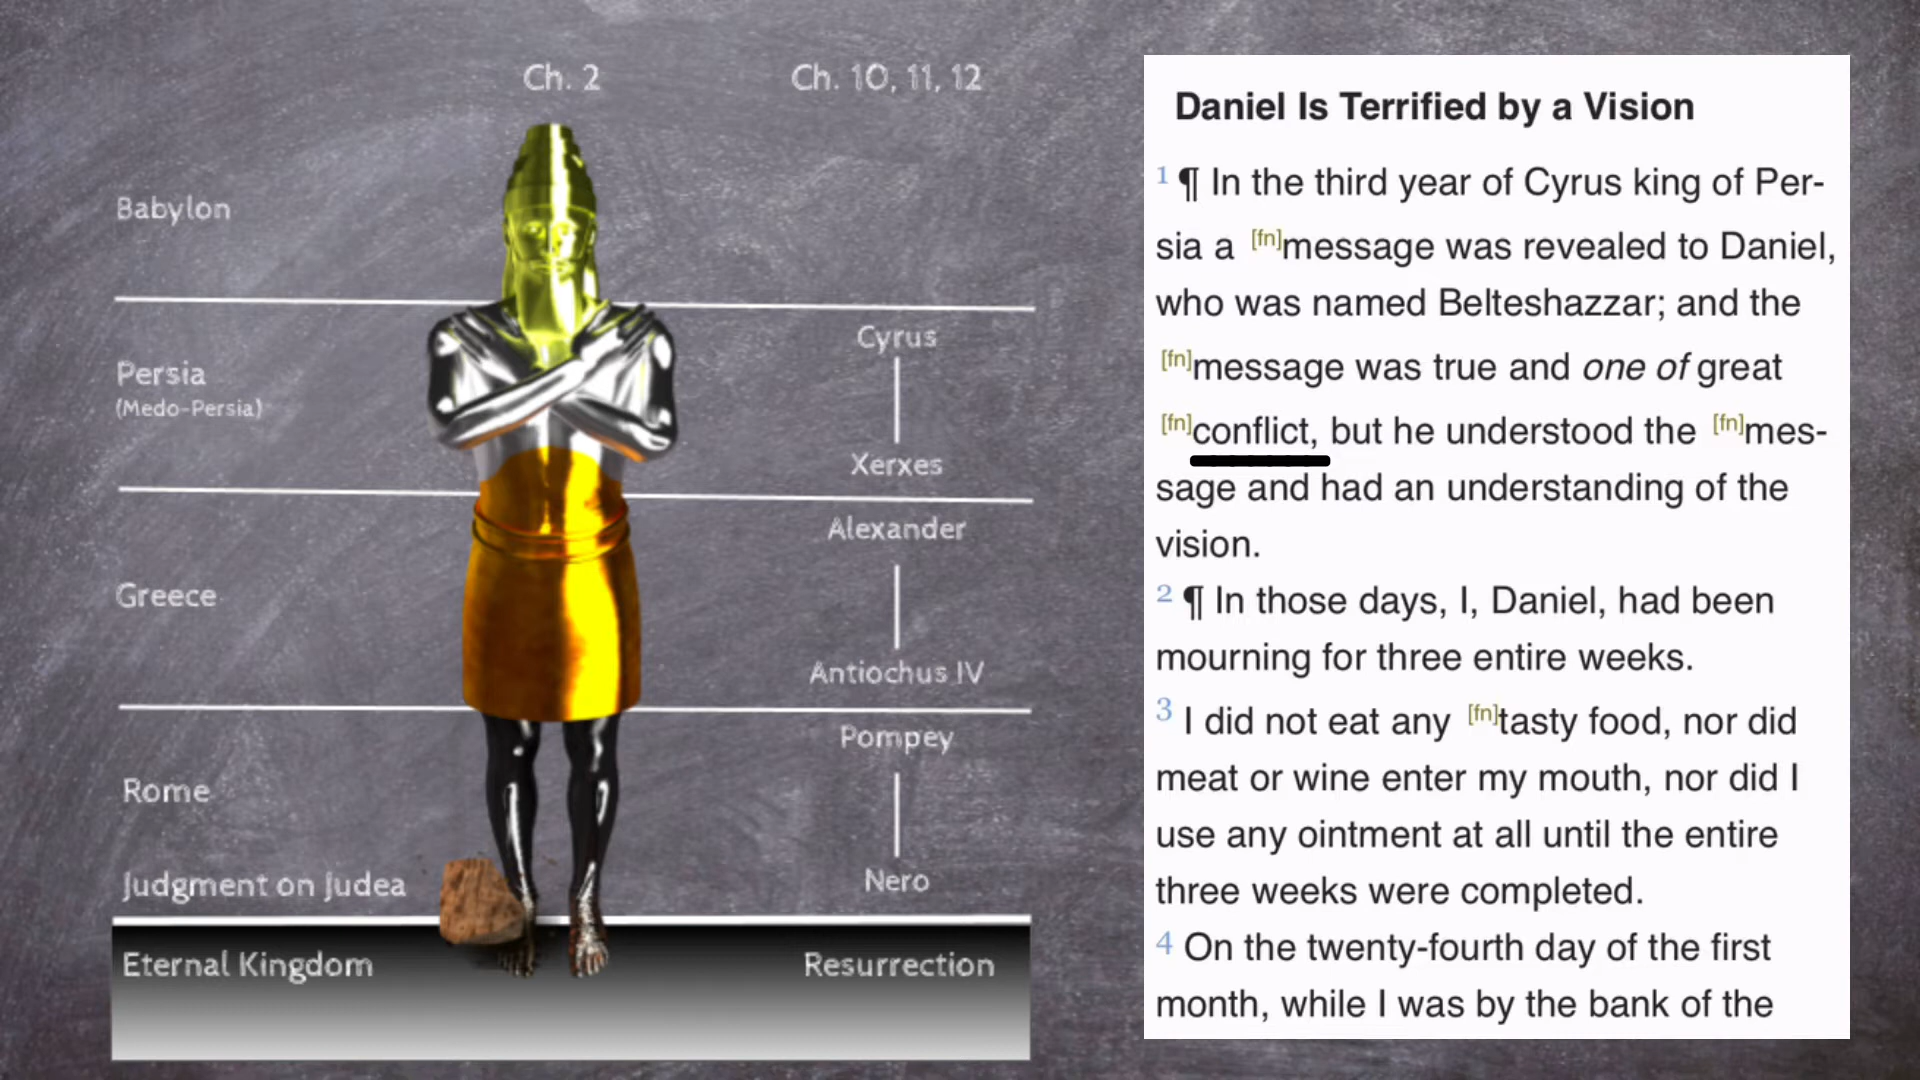 Ch. 2
Ch. 10, 11, 12
Babylon
Persia
(Medo-Persia)
Cyrus
Xerxes
Greece
Alexander
Antiochus IV
Rome
Pompey
Nero
Judgment on Judea
Eternal Kingdom
Resurrection
Daniel Is Terrified by a Vision
1 ¶ In the third year of Cyrus king of Per-
sia a [fn]message was revealed to Daniel,
who was named Belteshazzar; and the
[fn]message was true and one of great
[fn]conflict, but he understood the [fn]mes-
sage and had an understanding of the
vision.
2 ¶ In those days, I, Daniel, had been
mourning for three entire weeks.
3 I did not eat any [fn]tasty food, nor did
meat or wine enter my mouth, nor did I
use any ointment at all until the entire
three weeks were completed.
4 On the twenty-fourth day of the first
month, while I was by the bank of the